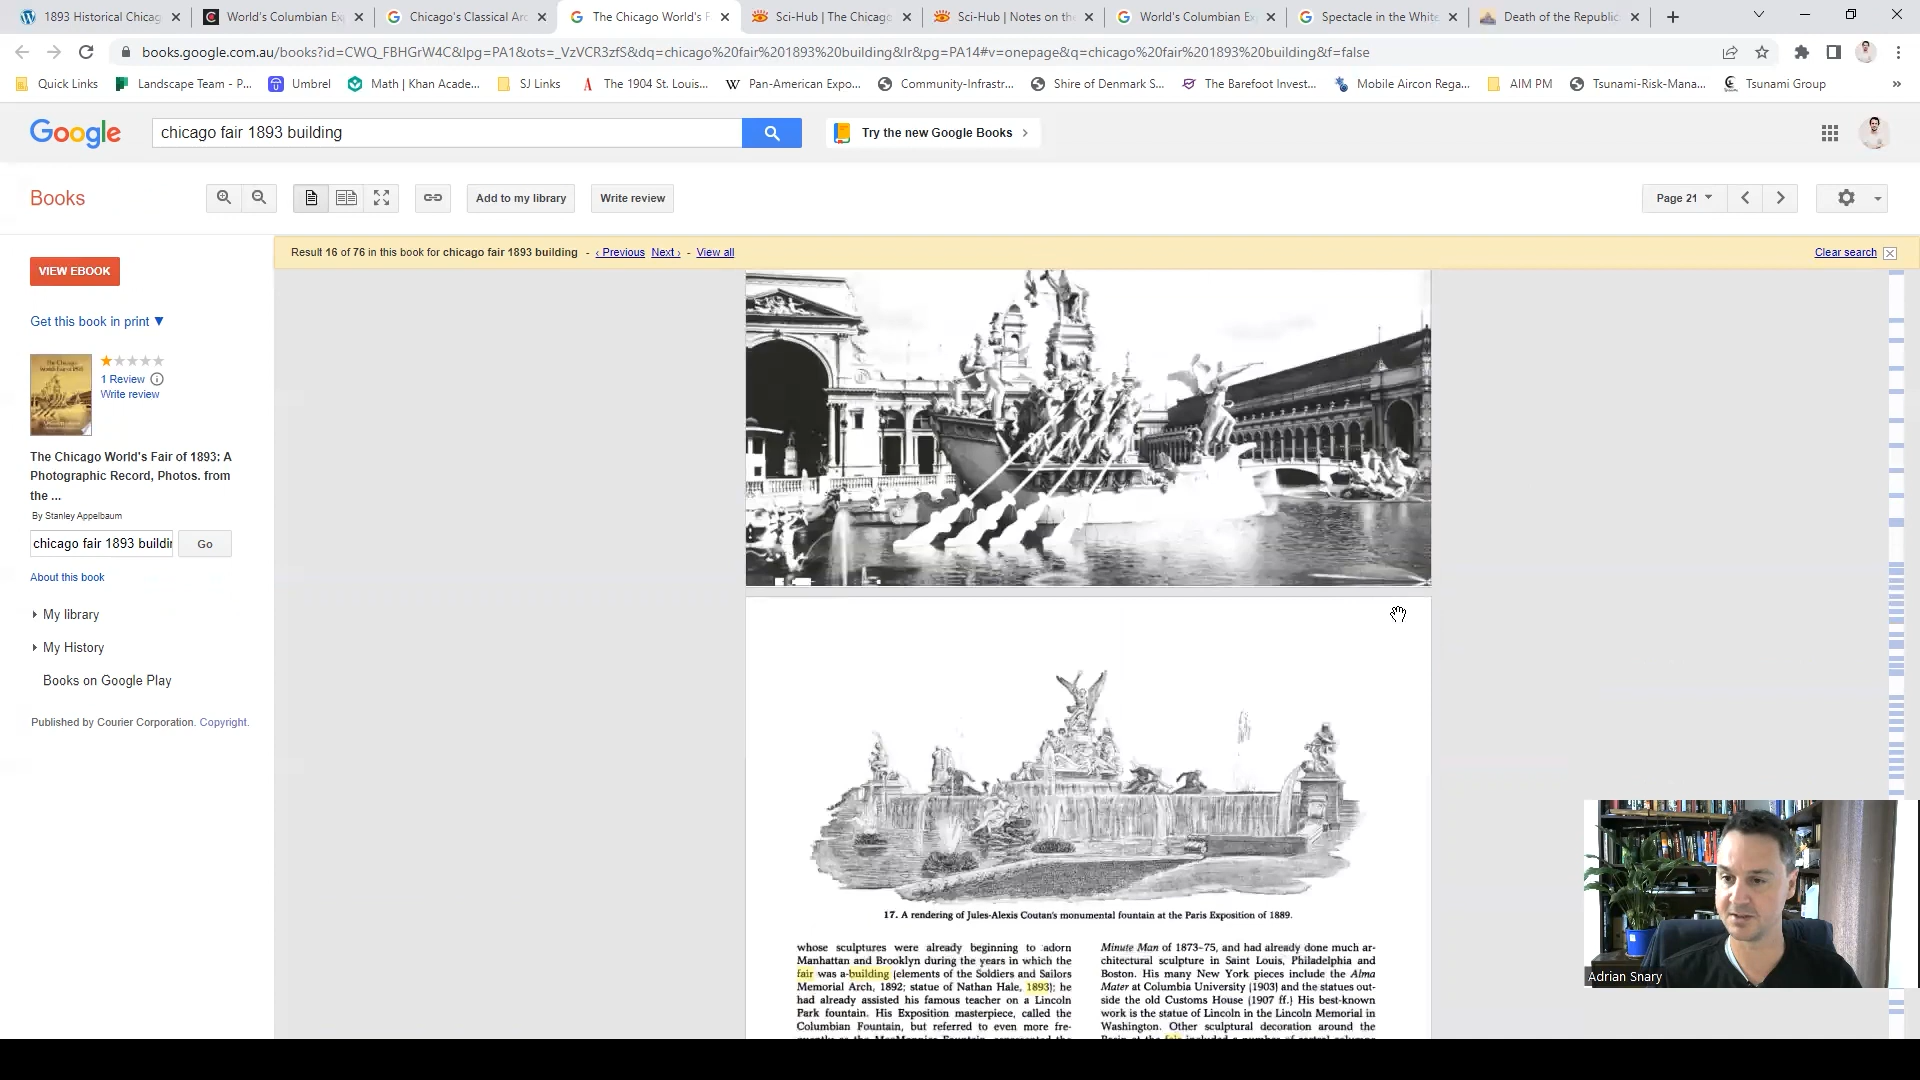 1893 Historical Chicag
World's Columbian Ex
Chicago's Classical Arc
The Chicago World's F
Sci-Hub | The Chicago
Sci-Hub | Notes on the
World's Columbian Ex
Spectacle in the White
Death of the Republic
books.google.com.au/books?id=CWQ_FBHGrW4C&lpg=PA1&ots=_VzVCR3zfS&dq=chicago%20fair%201893%20building&lr&pg=PA14#v=onepage&q=chicago%20fair%201893%20building&f=false
Quick Links
Landscape Team - P...
Umbrel
Math | Khan Acade...
SJ Links
The 1904 St. Louis...
Pan-American Expo...
Community-Infrastr...
Shire of Denmark S...
The Barefoot Invest...
Mobile Aircon Rega...
AIM PM
Tsunami-Risk-Mana...
Tsunami Group
Google
chicago fair 1893 building
Try the new Google Books
Books
Add to my library
Write review
Page 21
Result 16 of 76 in this book for chicago fair 1893 building - ‹ Previous Next › - View all
Clear search
VIEW EBOOK
Get this book in print ▼
1 Review
Write review
The Chicago World's Fair of 1893: A
Photographic Record, Photos. from
the ...
By Stanley Appelbaum
chicago fair 1893 buildin
Go
About this book
My library
My History
Books on Google Play
Published by Courier Corporation. Copyright.
17. A rendering of Jules-Alexis Coutan's monumental fountain at the Paris Exposition of 1889.
whose sculptures were already beginning to adorn
Manhattan and Brooklyn during the years in which the
fair was a-building (elements of the Soldiers and Sailors
Memorial Arch, 1892; statue of Nathan Hale, 1893); he
had already assisted his famous teacher on a Lincoln
Park fountain. His Exposition masterpiece, called the
Columbian Fountain, but referred to even more fre-
Minute Man of 1873–75, and had already done much ar-
chitectural sculpture in Saint Louis, Philadelphia and
Boston. His many New York pieces include the Alma
Mater at Columbia University (1903) and the statues out-
side the old Customs House (1907 ff.) His best-known
work is the statue of Lincoln in the Lincoln Memorial in
Washington. Other sculptural decoration around the
Adrian Snary